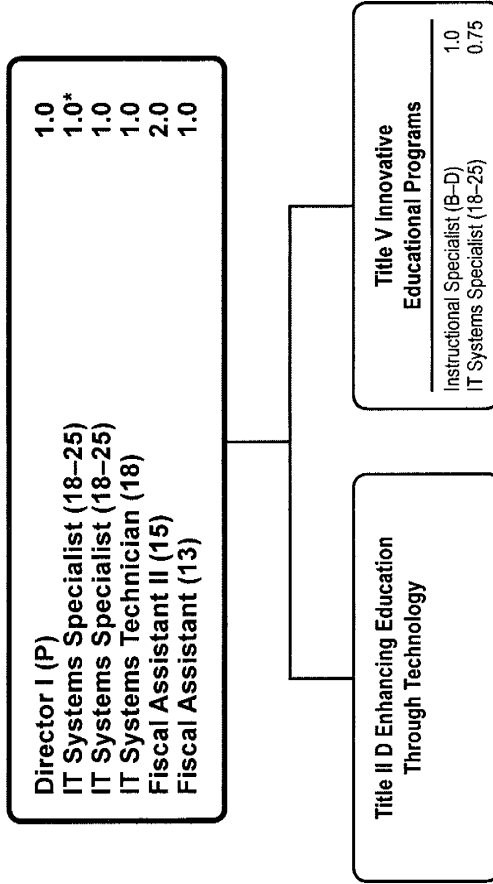 Director I (P) 1.0
IT Systems Specialist (18–25) 1.0*
IT Systems Specialist (18–25) 1.0
IT Systems Technician (18) 1.0
Fiscal Assistant II (15) 2.0
Fiscal Assistant (13) 1.0
Title II D Enhancing Education
Through Technology
Title V Innovative
Educational Programs
Instructional Specialist (B–D) 1.0
IT Systems Specialist (18–25) 0.75